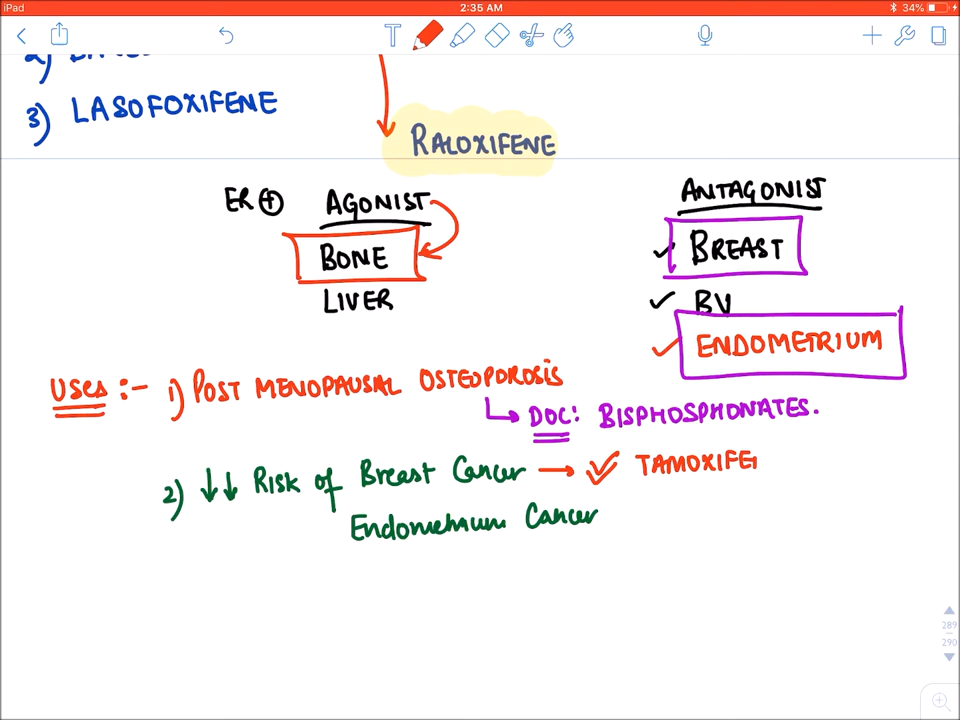 iPad 2:35 AM 34%
T
2)
3) LASOFOXIFENE
RALOXIFENE
ER ⊕ AGONIST
ANTAGONIST
BONE
✓ BREAST
LIVER
✓ BV
✓ ENDOMETRIUM
Uses :- 1) POST MENOPAUSAL OSTEOPOROSIS
↳ DOC: BISPHOSPHONATES.
2) ↓↓ Risk of Breast Cancer → ✓ TAMOXIFE
Endometrium Cancer
289
290